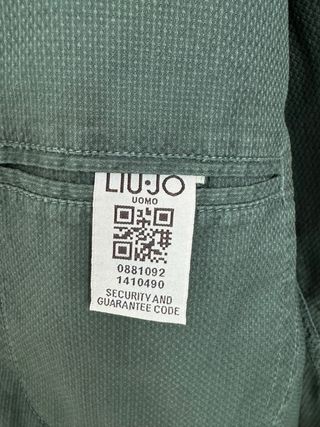 LIU·JO
UOMO
0881092
1410490
SECURITY AND
GUARANTEE CODE